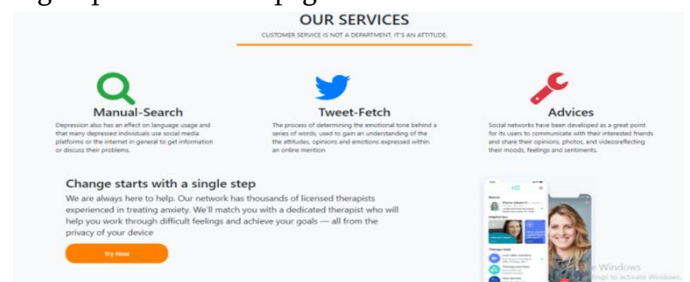 OUR SERVICES
CUSTOMER SERVICE IS NOT A DEPARTMENT, IT'S AN ATTITUDE.
Manual-Search
Depression also has an effect on language usage and
that many depressed individuals use social media
platforms or the internet in general to get information
or discuss their problems.
Tweet-Fetch
The process of determining the emotional tone behind a
series of words, used to gain an understanding of the
the attitudes, opinions and emotions expressed within
an online mention
Advices
Social networks have been developed as a great point
for its users to communicate with their interested friends
and share their opinions, photos, and videoreflecting
their moods, feelings and sentiments.
Change starts with a single step
We are always here to help. Our network has thousands of licensed therapists
experienced in treating anxiety. We'll match you with a dedicated therapist who will
help you work through difficult feelings and achieve your goals — all from the
privacy of your device
Try Now
Windows
to activate Windows.